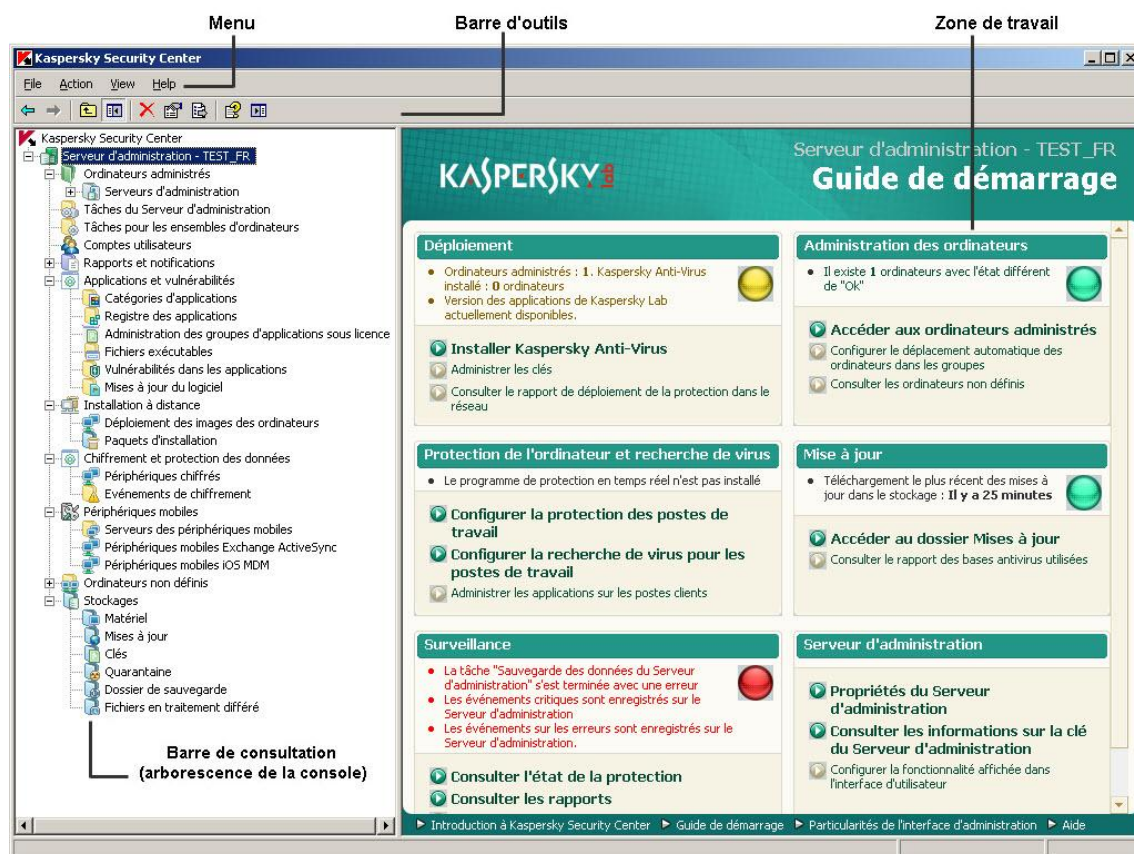 Menu
Barre d'outils
Zone de travail
Kaspersky Security Center
File Action View Help
Kaspersky Security Center
Serveur d'administration - TEST_FR
Ordinateurs administrés
Serveurs d'administration
Tâches du Serveur d'administration
Tâches pour les ensembles d'ordinateurs
Comptes utilisateurs
Rapports et notifications
Applications et vulnérabilités
Catégories d'applications
Registre des applications
Administration des groupes d'applications sous licence
Fichiers exécutables
Vulnérabilités dans les applications
Mises à jour du logiciel
Installation à distance
Déploiement des images des ordinateurs
Paquets d'installation
Chiffrement et protection des données
Périphériques chiffrés
Evénements de chiffrement
Périphériques mobiles
Serveurs des périphériques mobiles
Périphériques mobiles Exchange ActiveSync
Périphériques mobiles iOS MDM
Ordinateurs non définis
Stockages
Matériel
Mises à jour
Clés
Quarantaine
Dossier de sauvegarde
Fichiers en traitement différé
Barre de consultation
(arborescence de la console)
KASPERSKY lab
Serveur d'administration - TEST_FR
Guide de démarrage
Déploiement
Ordinateurs administrés : 1. Kaspersky Anti-Virus
installé : 0 ordinateurs
Version des applications de Kaspersky Lab
actuellement disponibles.
Installer Kaspersky Anti-Virus
Administrer les clés
Consulter le rapport de déploiement de la protection dans le
réseau
Administration des ordinateurs
Il existe 1 ordinateurs avec l'état différent
de "Ok"
Accéder aux ordinateurs administrés
Configurer le déplacement automatique des
ordinateurs dans les groupes
Consulter les ordinateurs non définis
Protection de l'ordinateur et recherche de virus
Le programme de protection en temps réel n'est pas installé
Configurer la protection des postes de
travail
Configurer la recherche de virus pour les
postes de travail
Administrer les applications sur les postes clients
Mise à jour
Téléchargement le plus récent des mises à
jour dans le stockage : Il y a 25 minutes
Accéder au dossier Mises à jour
Consulter le rapport des bases antivirus utilisées
Surveillance
La tâche "Sauvegarde des données du Serveur
d'administration" s'est terminée avec une erreur
Les événements critiques sont enregistrés sur le
Serveur d'administration
Les événements sur les erreurs sont enregistrés sur le
Serveur d'administration.
Consulter l'état de la protection
Consulter les rapports
Serveur d'administration
Propriétés du Serveur
d'administration
Consulter les informations sur la clé
du Serveur d'administration
Configurer la fonctionnalité affichée dans
l'interface d'utilisateur
Introduction à Kaspersky Security Center Guide de démarrage Particularités de l'interface d'administration Aide